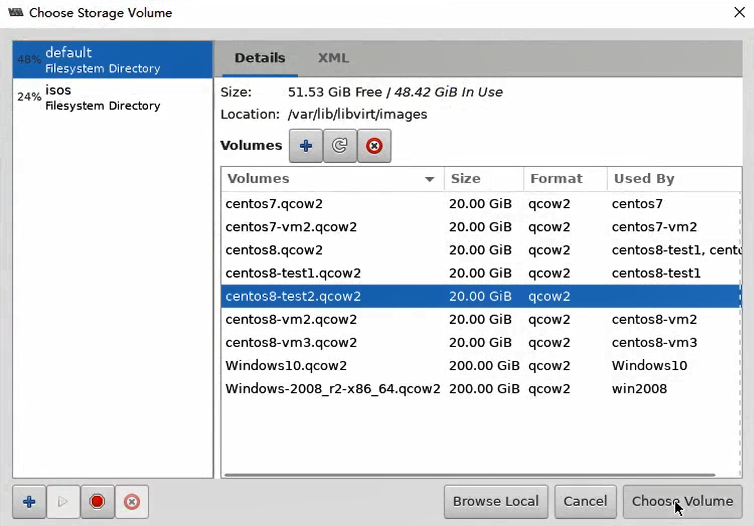 Choose Storage Volume
48% default
Filesystem Directory
24% isos
Filesystem Directory
Details XML
Size: 51.53 GiB Free / 48.42 GiB In Use
Location: /var/lib/libvirt/images
Volumes
Volumes Size Format Used By
centos7.qcow2 20.00 GiB qcow2 centos7
centos7-vm2.qcow2 20.00 GiB qcow2 centos7-vm2
centos8.qcow2 20.00 GiB qcow2 centos8-test1,
centos8-test1.qcow2 20.00 GiB qcow2 centos8-test1
centos8-test2.qcow2 20.00 GiB qcow2
centos8-vm2.qcow2 20.00 GiB qcow2 centos8-vm2
centos8-vm3.qcow2 20.00 GiB qcow2 centos8-vm3
Windows10.qcow2 200.00 GiB qcow2 Windows10
Windows-2008_r2-x86_64.qcow2 200.00 GiB qcow2 win2008
Browse Local Cancel Choose Volume